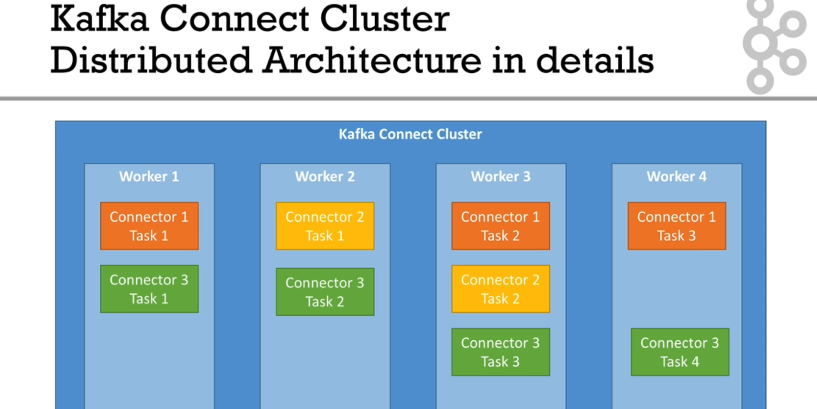 Kafka Connect Cluster
Distributed Architecture in details
Kafka Connect Cluster
Worker 1
Connector 1
Task 1
Connector 3
Task 1
Worker 2
Connector 2
Task 1
Connector 3
Task 2
Worker 3
Connector 1
Task 2
Connector 2
Task 2
Connector 3
Task 3
Worker 4
Connector 1
Task 3
Connector 3
Task 4